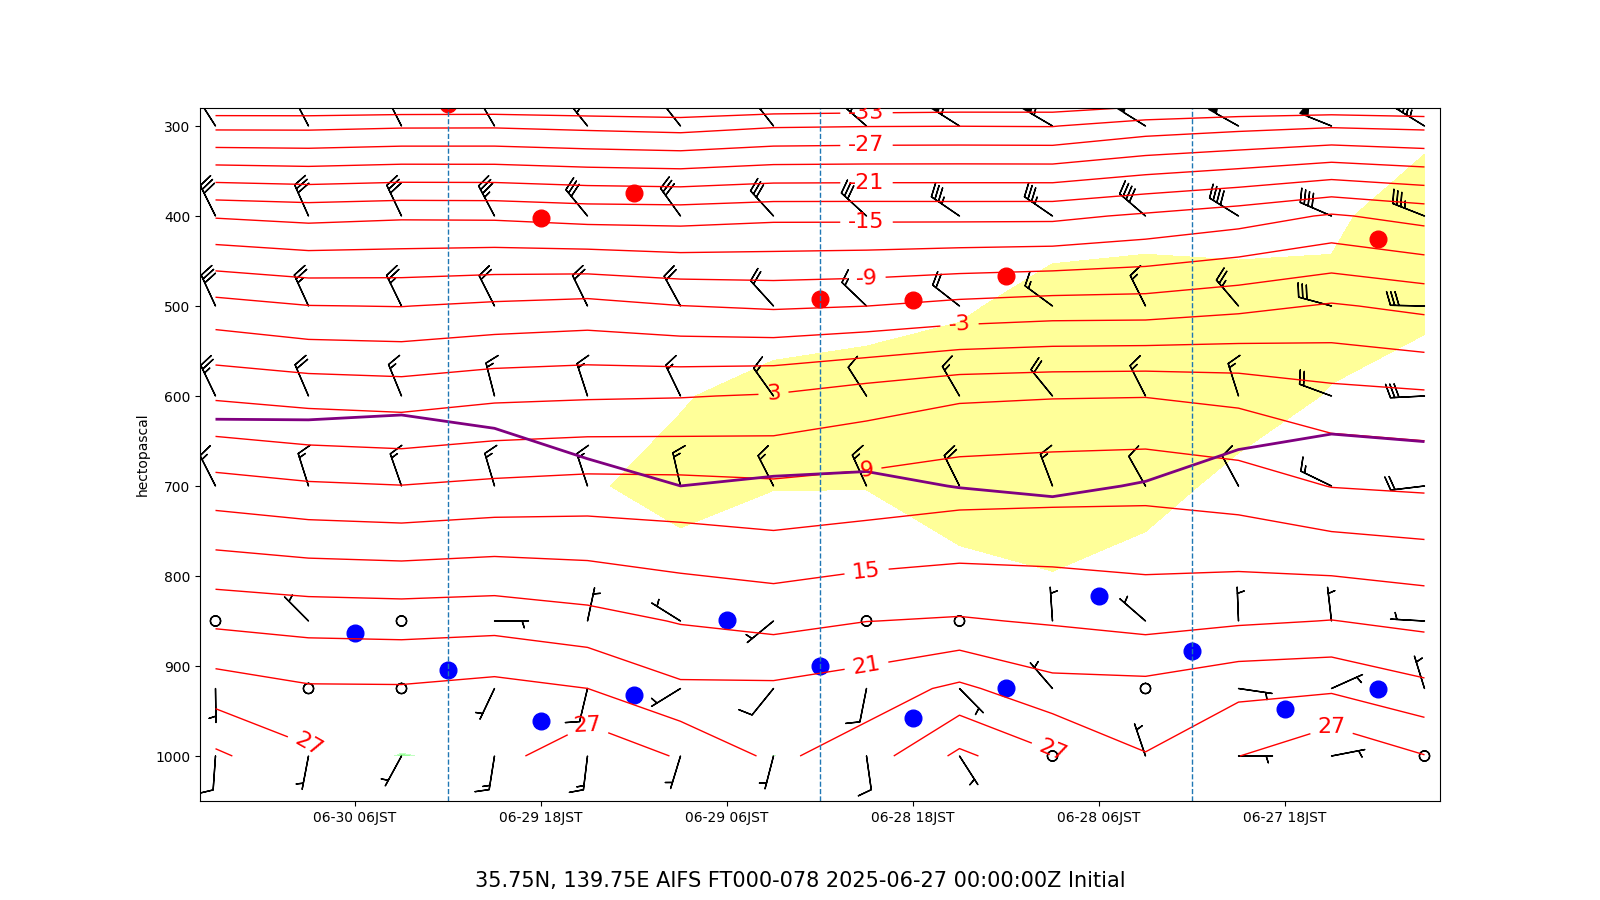 -33
300
-27
-21
400
-15
-9
500
-3
3
600
hectopascal
9
700
15
800
21
900
27
27
27
27
1000
06-30 06JST
06-29 18JST
06-29 06JST
06-28 18JST
06-28 06JST
06-27 18JST
35.75N, 139.75E AIFS FT000-078 2025-06-27 00:00:00Z Initial